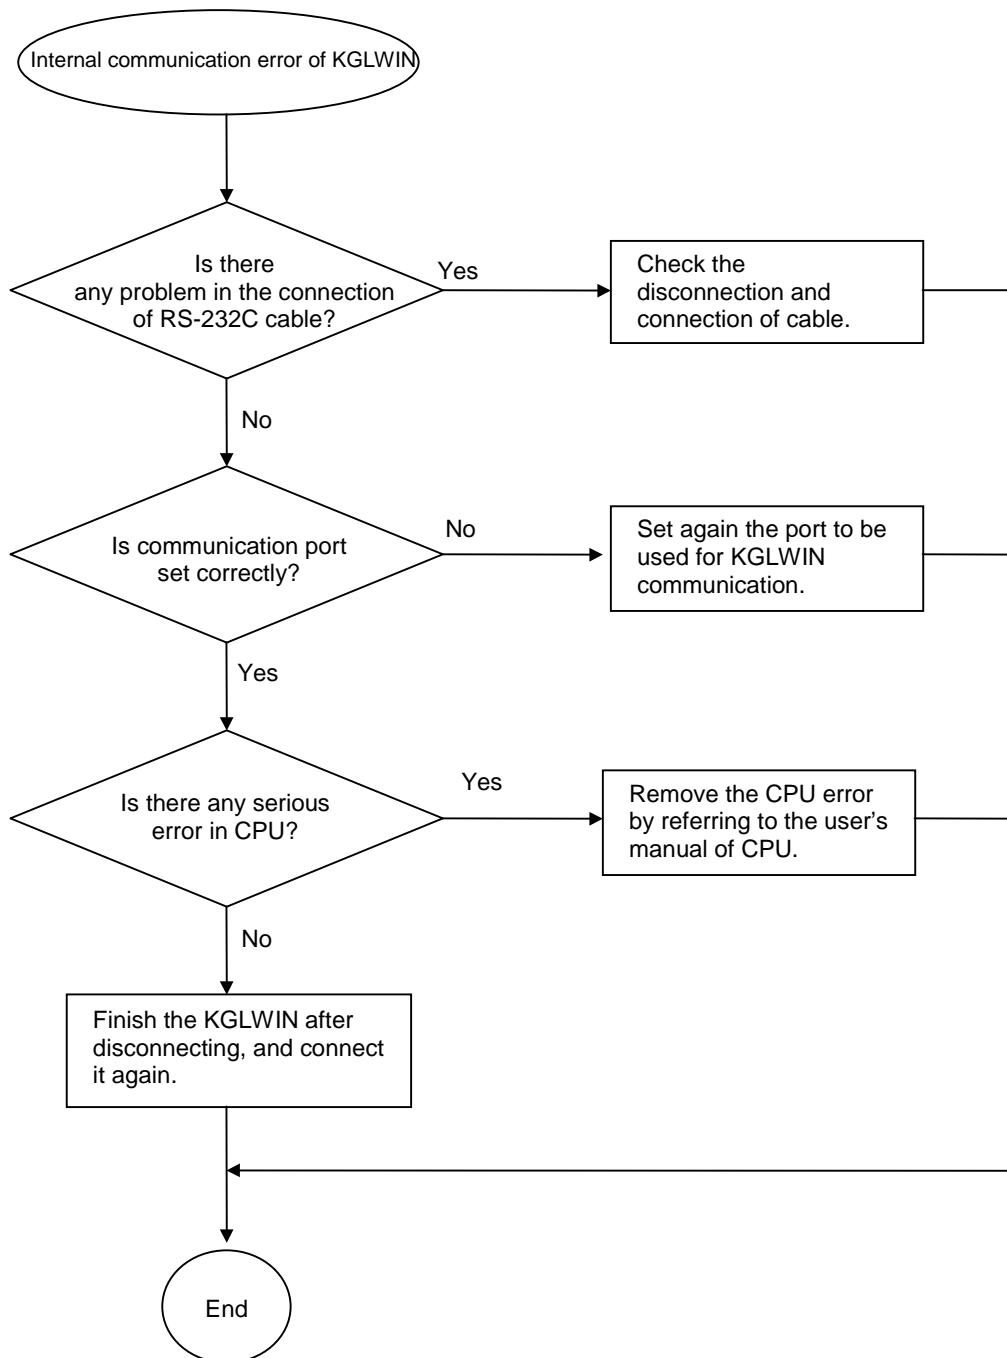 Internal communication error of KGLWIN
Is there
any problem in the connection
of RS-232C cable?
Yes
Check the
disconnection and
connection of cable.
No
Is communication port
set correctly?
No
Set again the port to be
used for KGLWIN
communication.
Yes
Is there any serious
error in CPU?
Yes
Remove the CPU error
by referring to the user’s
manual of CPU.
No
Finish the KGLWIN after
disconnecting, and connect
it again.
End